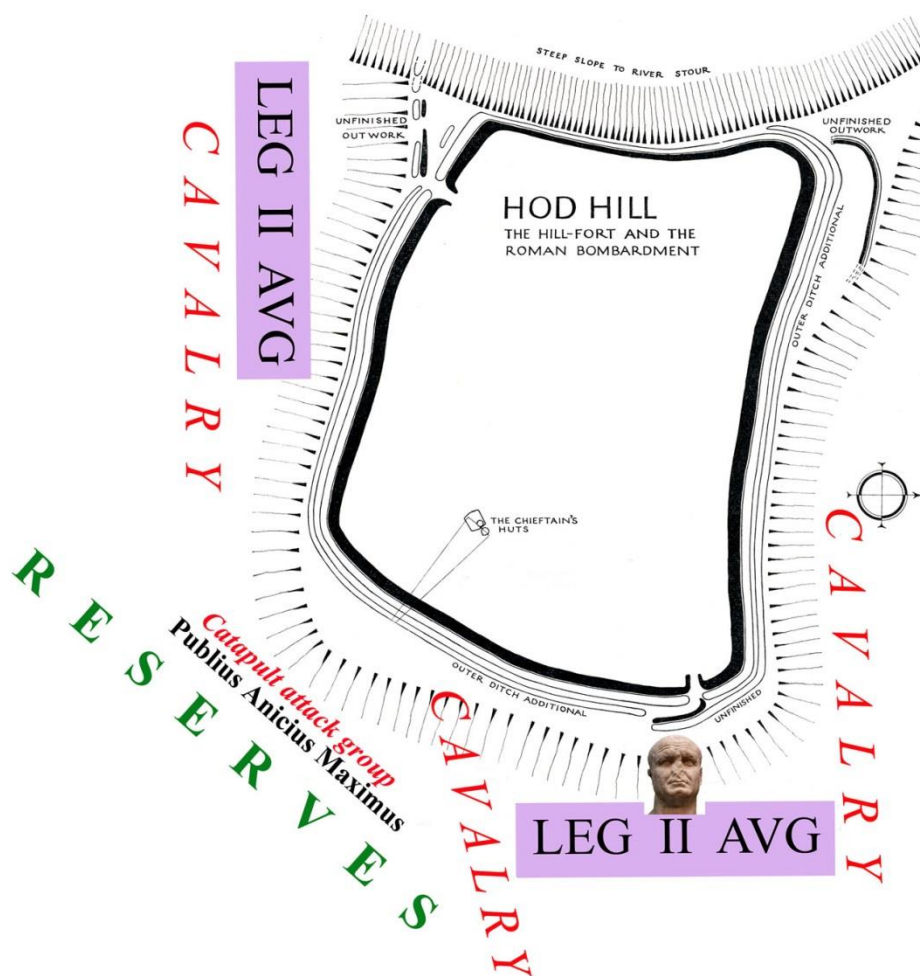 STEEP SLOPE TO RIVER STOUR
UNFINISHED
OUTWORK
UNFINISHED
OUTWORK
LEG II AVG
CAVALRY
HOD HILL
THE HILL-FORT AND THE
ROMAN BOMBARDMENT
OUTER DITCH ADDITIONAL
THE CHIEFTAIN'S
HUTS
CAVALRY
RESERVES
Catapult attack group
Publius Anicius Maximus
OUTER DITCH ADDITIONAL
UNFINISHED
CAVALRY
LEG II AVG